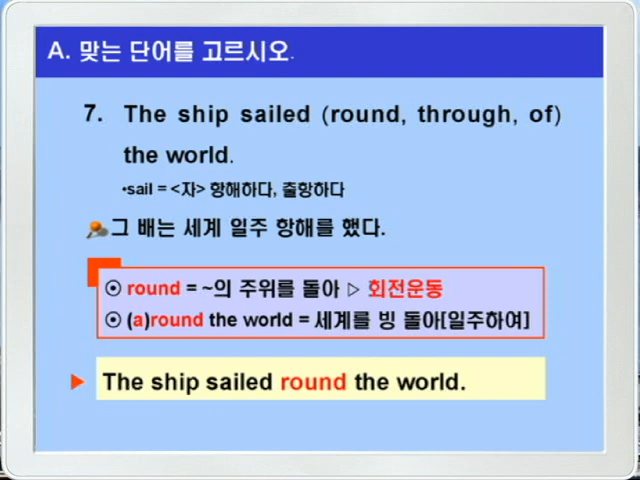 A. 맞는 단어를 고르시오.
7. The ship sailed (round, through, of)
the world.
•sail = <자> 항해하다, 출항하다
그 배는 세계 일주 항해를 했다.
⊙ round = ~의 주위를 돌아 ▷ 회전운동
⊙ (a)round the world = 세계를 빙 돌아[일주하여]
▶ The ship sailed round the world.